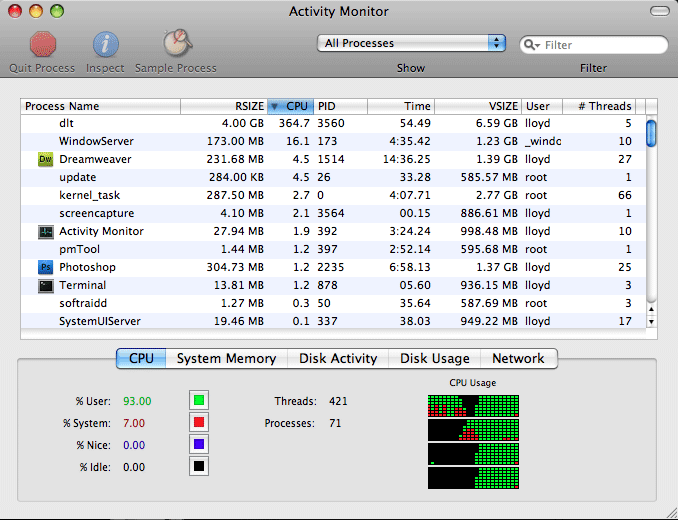 Activity Monitor
All Processes
Filter
Quit Process Inspect Sample Process Show Filter
Process Name RSIZE CPU PID Time VSIZE User # Threads
dlt 4.00 GB 364.7 3560 54.49 6.59 GB lloyd 5
WindowServer 173.00 MB 16.1 173 4:35.42 1.23 GB _windo 10
Dw Dreamweaver 231.68 MB 4.5 1514 14:36.25 1.39 GB lloyd 27
update 284.00 KB 4.5 26 33.28 585.57 MB root 1
kernel_task 287.50 MB 2.7 0 4:07.71 2.77 GB root 66
screencapture 4.10 MB 2.1 3564 00.15 886.61 MB lloyd 1
Activity Monitor 27.94 MB 1.9 392 3:24.24 998.48 MB lloyd 10
pmTool 1.44 MB 1.2 397 2:52.14 595.68 MB root 1
Ps Photoshop 304.73 MB 1.2 2235 6:58.13 1.37 GB lloyd 25
Terminal 13.81 MB 1.2 878 05.60 936.15 MB lloyd 3
softraidd 1.27 MB 0.3 50 35.64 587.69 MB root 3
SystemUIServer 19.46 MB 0.1 337 38.03 949.22 MB lloyd 17
CPU System Memory Disk Activity Disk Usage Network
CPU Usage
% User: 93.00 Threads: 421
% System: 7.00 Processes: 71
% Nice: 0.00
% Idle: 0.00